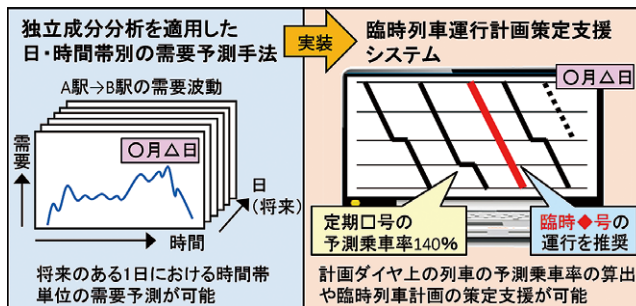 独立成分分析を適用した
日・時間帯別の需要予測手法
実装
臨時列車運行計画策定支援
システム
A駅→B駅の需要波動
〇月△日
需要
日
(将来)
時間
将来のある1日における時間帯
単位の需要予測が可能
〇月△日
定期口号の
予測乗車率140%
臨時◆号の
運行を推奨
計画ダイヤ上の列車の予測乗車率の算出
や臨時列車計画の策定支援が可能